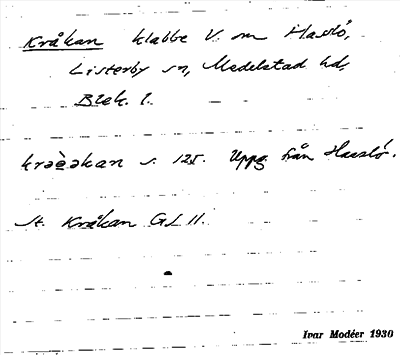 Kråkan klabbe V. om Hasslö,
Listerby sn, Medelstad hd,
Blek. l.
s. 125. Uppg. från Hasslö.
St. Kråkan GL II.
Ivar Modéer 1930